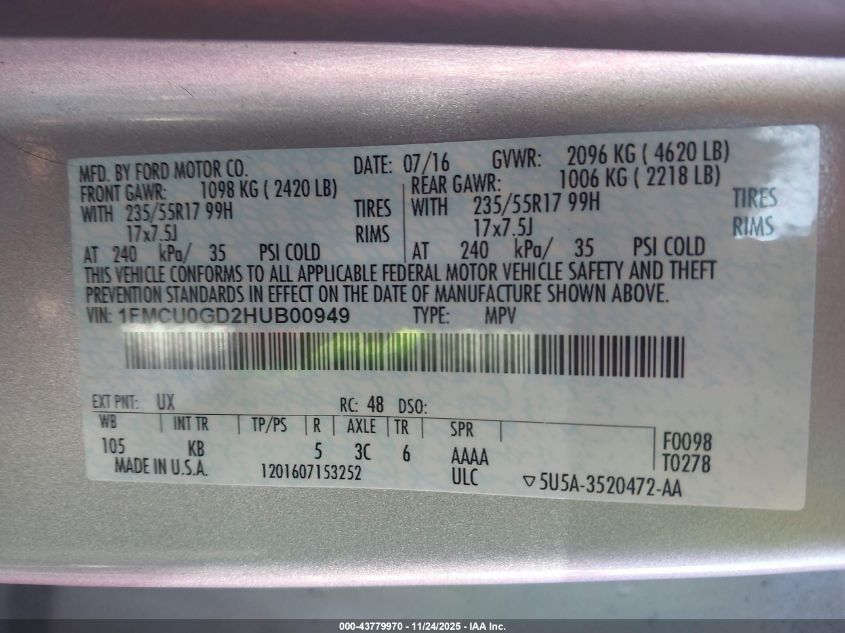 MFD. BY FORD MOTOR CO. DATE: 07/16 GVWR: 2096 KG ( 4620 LB)
FRONT GAWR: 1098 KG ( 2420 LB) REAR GAWR: 1006 KG ( 2218 LB)
WITH 235/55R17 99H TIRES WITH 235/55R17 99H TIRES
17x7.5J RIMS 17x7.5J RIMS
AT 240 kPa/ 35 PSI COLD AT 240 kPa/ 35 PSI COLD
THIS VEHICLE CONFORMS TO ALL APPLICABLE FEDERAL MOTOR VEHICLE SAFETY AND THEFT
PREVENTION STANDARDS IN EFFECT ON THE DATE OF MANUFACTURE SHOWN ABOVE.
VIN: 1FMCU0GD2HUB00949 TYPE: MPV
EXT PNT: UX RC: 48 DSO:
WB INT TR TP/PS R AXLE TR SPR
105 KB 5 3C 6 AAAA F0098
MADE IN U.S.A. 1201607153252 ULC T0278
▽5U5A-3520472-AA
000-43779970 - 11/24/2025 - IAA Inc.